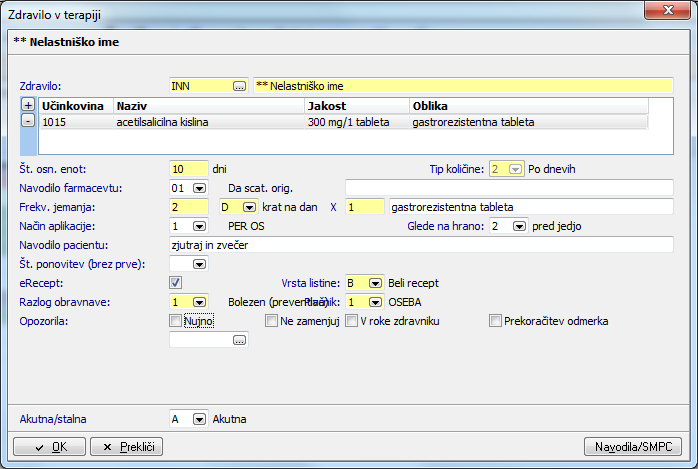 Zdravilo v terapiji
** Nelastniško ime
Zdravilo: INN ... ** Nelastniško ime
+ Učinkovina Naziv Jakost Oblika
- 1015 acetilsalicilna kislina 300 mg/1 tableta gastrorezistentna tableta
Št. osn. enot: 10 dni Tip količine: 2 Po dnevih
Navodilo farmacevtu: 01 Da scat. orig.
Frekv. jemanja: 2 D krat na dan X 1 gastrorezistentna tableta
Način aplikacije: 1 PER OS Glede na hrano: 2 pred jedjo
Navodilo pacientu: zjutraj in zvečer
Št. ponovitev (brez prve):
eRecept: Vrsta listine: B Beli recept
Razlog obravnave: 1 Bolezen (preventiva) 1 OSEBA
Opozorila: Nujno Ne zamenjuj V roke zdravniku Prekoračitev odmerka
...
Akutna/stalna A Akutna
OK Prekliči Navodila/SMPC